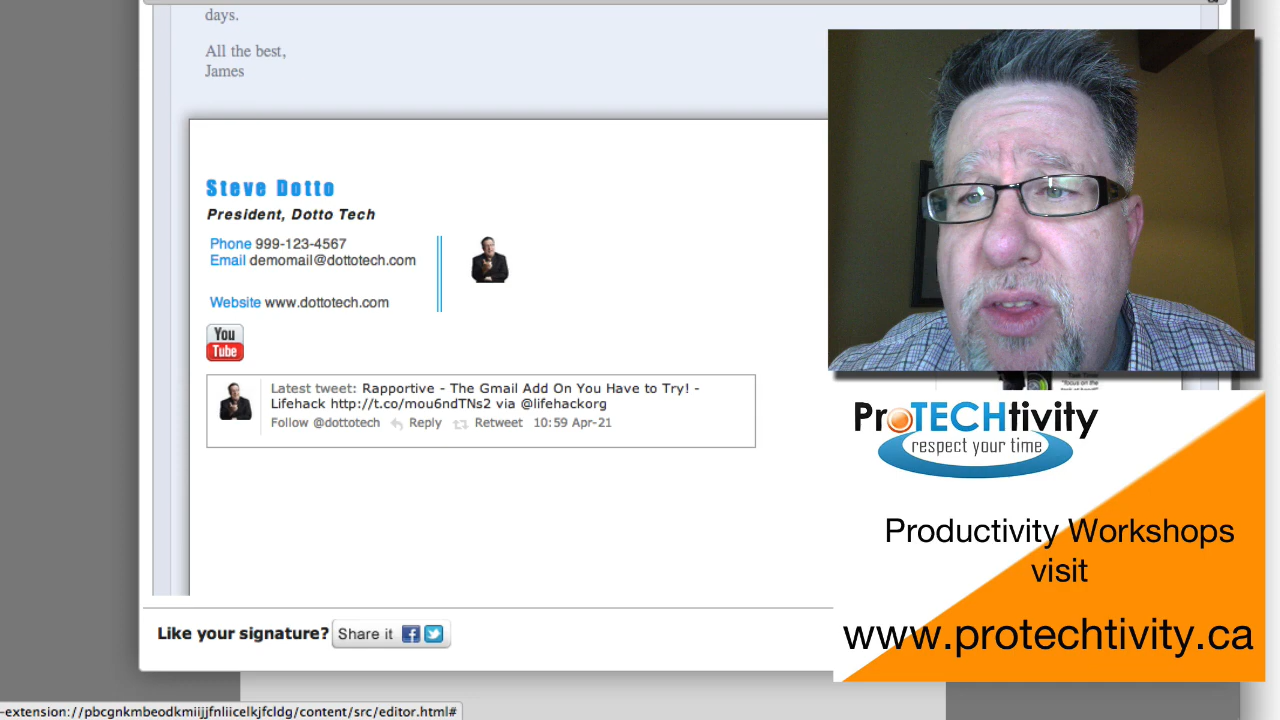 days.
All the best,
James
Steve Dotto
President, Dotto Tech
Phone 999-123-4567
Email demomail@dottotech.com
Website www.dottotech.com
You
Tube
Latest tweet: Rapportive - The Gmail Add On You Have to Try! -
Lifehack http://t.co/mou6ndTNs2 via @lifehackorg
Follow @dottotech Reply Retweet 10:59 Apr-21
Like your signature? Share it
-extension://pbcgnkmbeodkmiijjfnliicelkjfcldg/content/src/editor.html#
ProTECHtivity
respect your time
Productivity Workshops
visit
www.protechtivity.ca